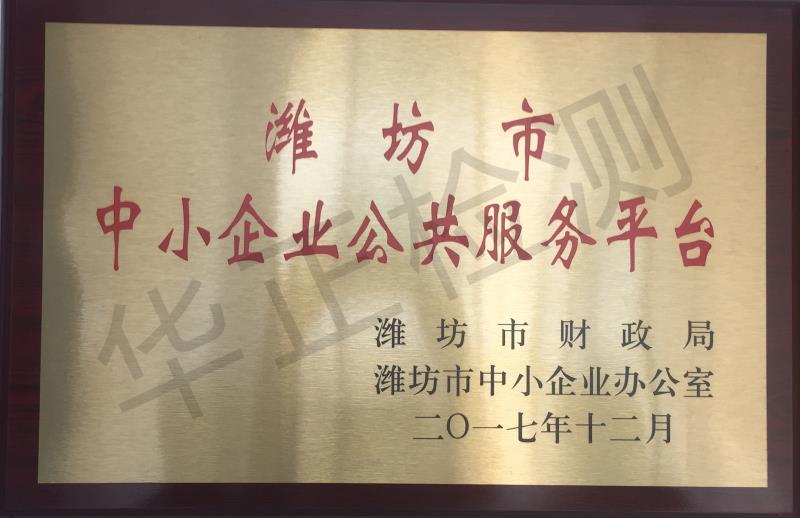 潍坊市
中小企业公共服务平台
潍坊市财政局
潍坊市中小企业办公室
二〇一七年十二月
华正检测